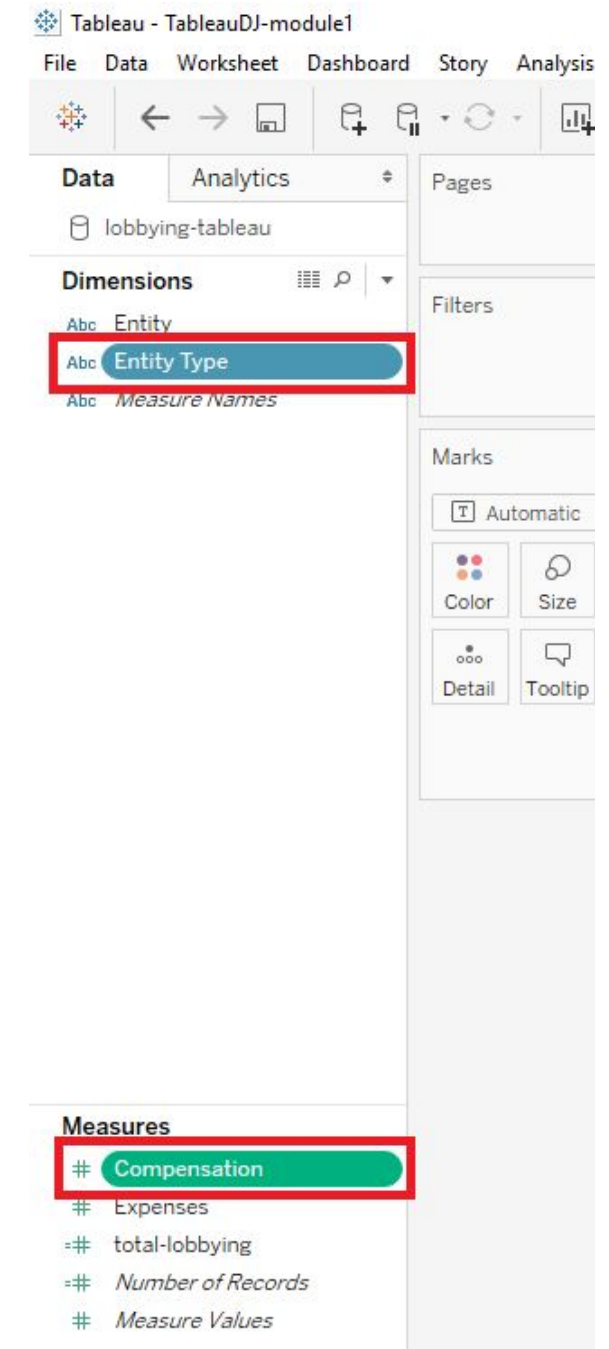 Tableau - TableauDJ-module1
File Data Worksheet Dashboard Story Analysis
Data Analytics
Pages
lobbying-tableau
Dimensions
Filters
Abc Entity
Abc Entity Type
Abc Measure Names
Marks
T Automatic
Color Size
Detail Tooltip
Measures
# Compensation
# Expenses
=# total-lobbying
=# Number of Records
# Measure Values